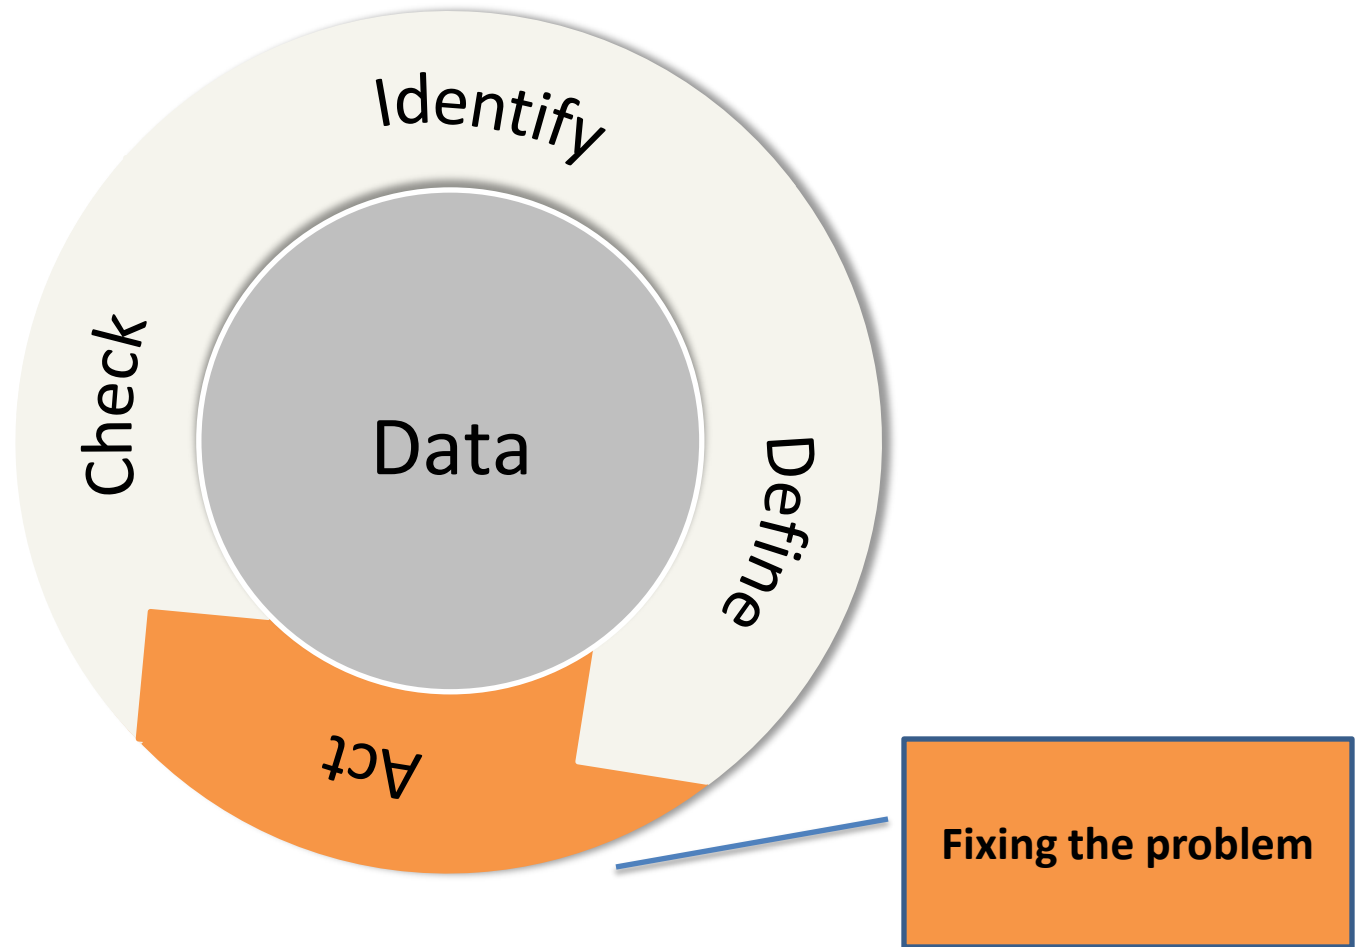 Identify
Define
Act
Check
Data
Fixing the problem